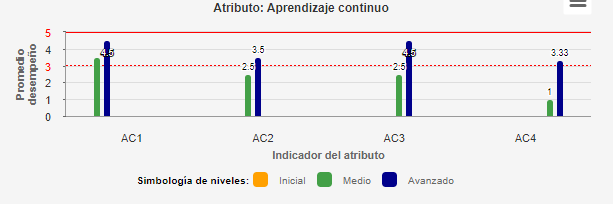 Atributo: Aprendizaje continuo
Promedio
desempeño
5
4
3
2
1
0
4.5
2.5
3.5
2.5
4.5
1
3.33
AC1
AC2
AC3
AC4
Indicador del atributo
Simbología de niveles: Inicial Medio Avanzado